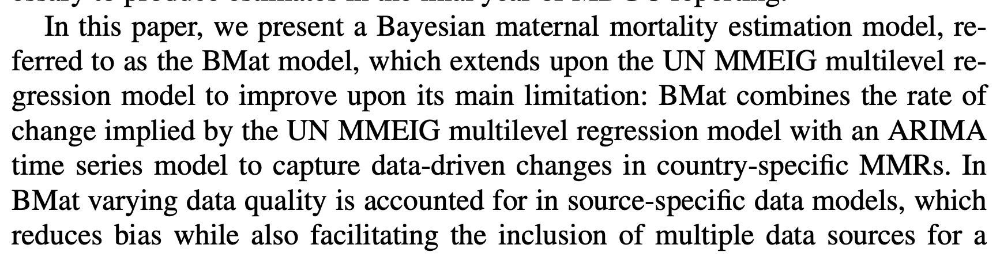 In this paper, we present a Bayesian maternal mortality estimation model, re-
ferred to as the BMat model, which extends upon the UN MMEIG multilevel re-
gression model to improve upon its main limitation: BMat combines the rate of
change implied by the UN MMEIG multilevel regression model with an ARIMA
time series model to capture data-driven changes in country-specific MMRs. In
BMat varying data quality is accounted for in source-specific data models, which
reduces bias while also facilitating the inclusion of multiple data sources for a